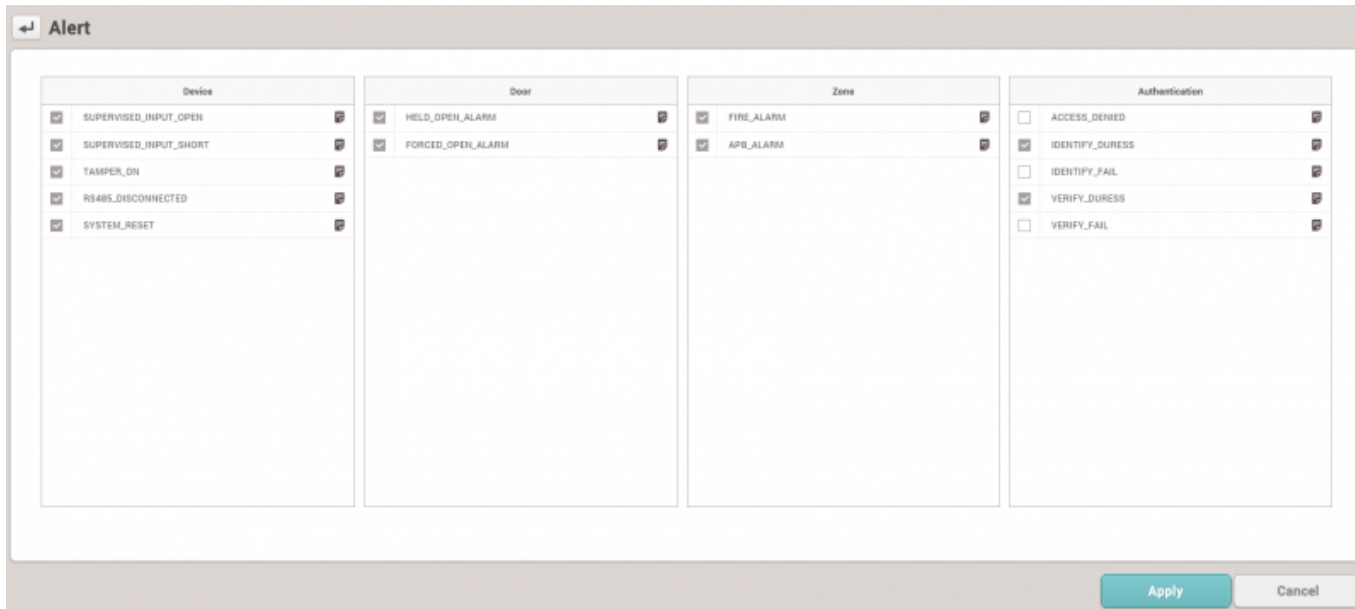 Alert
Device
SUPERVISED_INPUT_OPEN
SUPERVISED_INPUT_SHORT
TAMPER_ON
RS485_DISCONNECTED
SYSTEM_RESET
Door
HELD_OPEN_ALARM
FORCED_OPEN_ALARM
Zone
FIRE_ALARM
APB_ALARM
Authentication
ACCESS_DENIED
IDENTIFY_DURESS
IDENTIFY_FAIL
VERIFY_DURESS
VERIFY_FAIL
Apply
Cancel